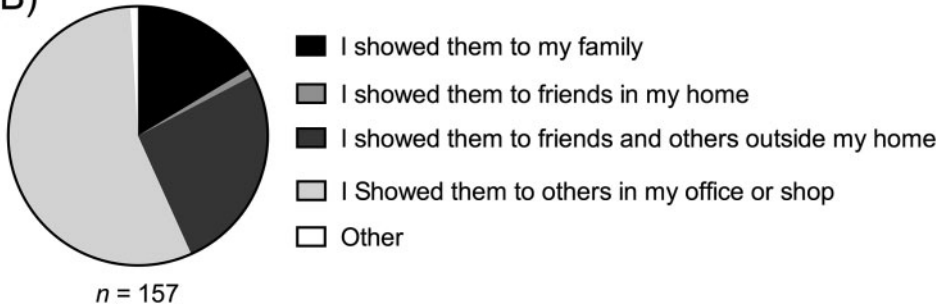 B)
I showed them to my family
I showed them to friends in my home
I showed them to friends and others outside my home
I Showed them to others in my office or shop
Other
n = 157